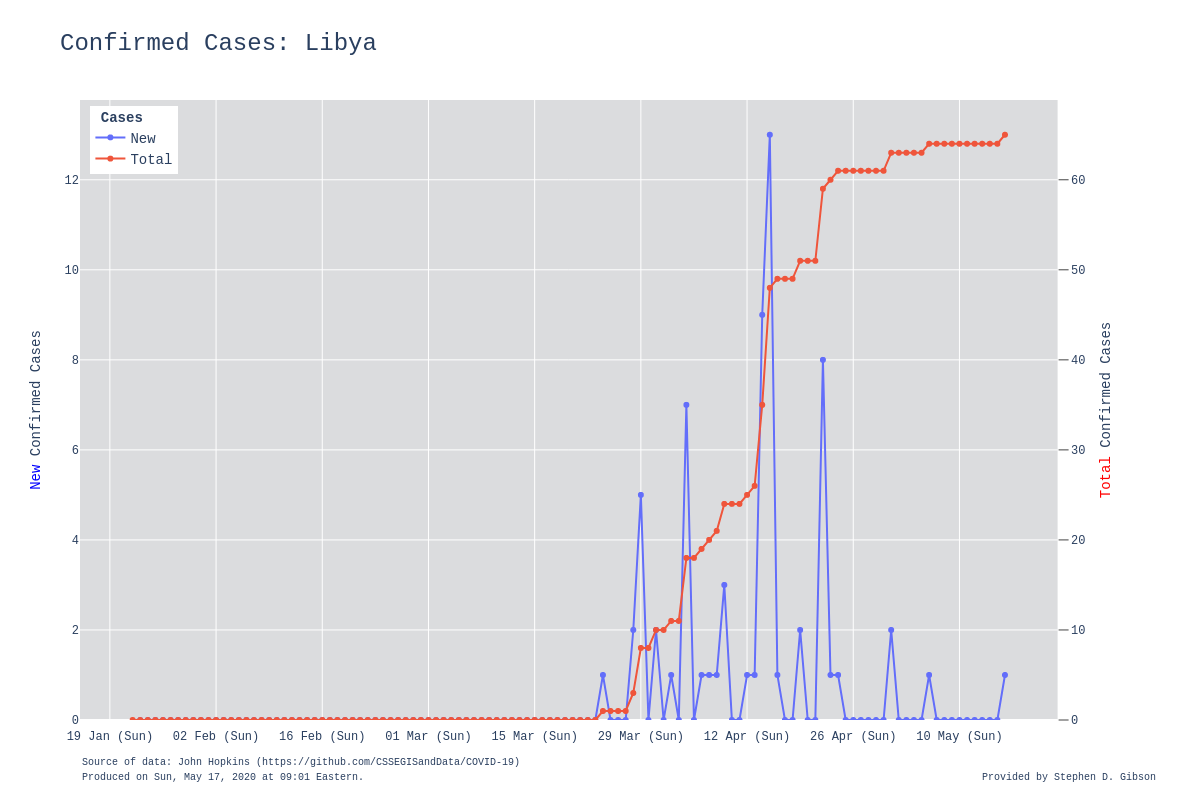 Confirmed Cases: Libya
Cases
New
Total
12
10
8
6
4
2
0
60
50
40
30
20
10
0
New Confirmed Cases
Total Confirmed Cases
19 Jan (Sun)
02 Feb (Sun)
16 Feb (Sun)
01 Mar (Sun)
15 Mar (Sun)
29 Mar (Sun)
12 Apr (Sun)
26 Apr (Sun)
10 May (Sun)
Source of data: John Hopkins (https://github.com/CSSEGISandData/COVID-19)
Produced on Sun, May 17, 2020 at 09:01 Eastern.
Provided by Stephen D. Gibson